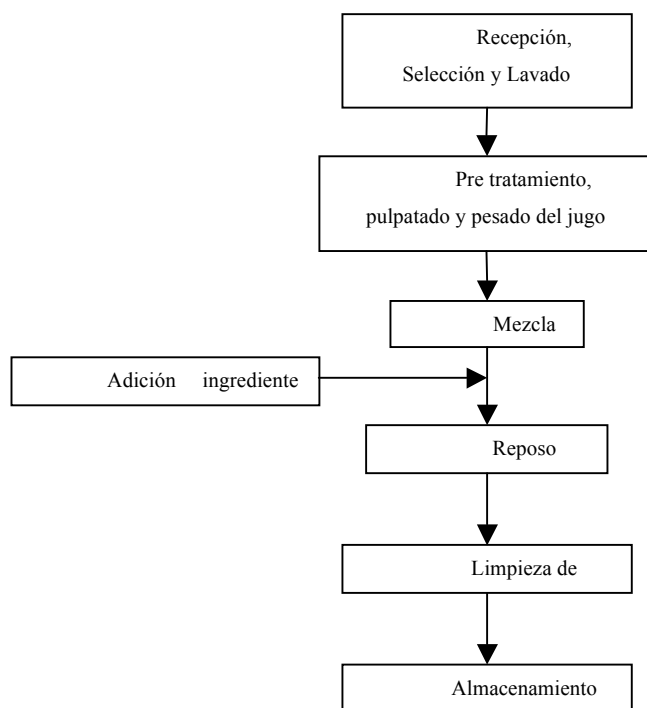 Recepción,
Selección y Lavado
Pre tratamiento,
pulpatado y pesado del jugo
Mezcla
Adición ingrediente
Reposo
Limpieza de
Almacenamiento